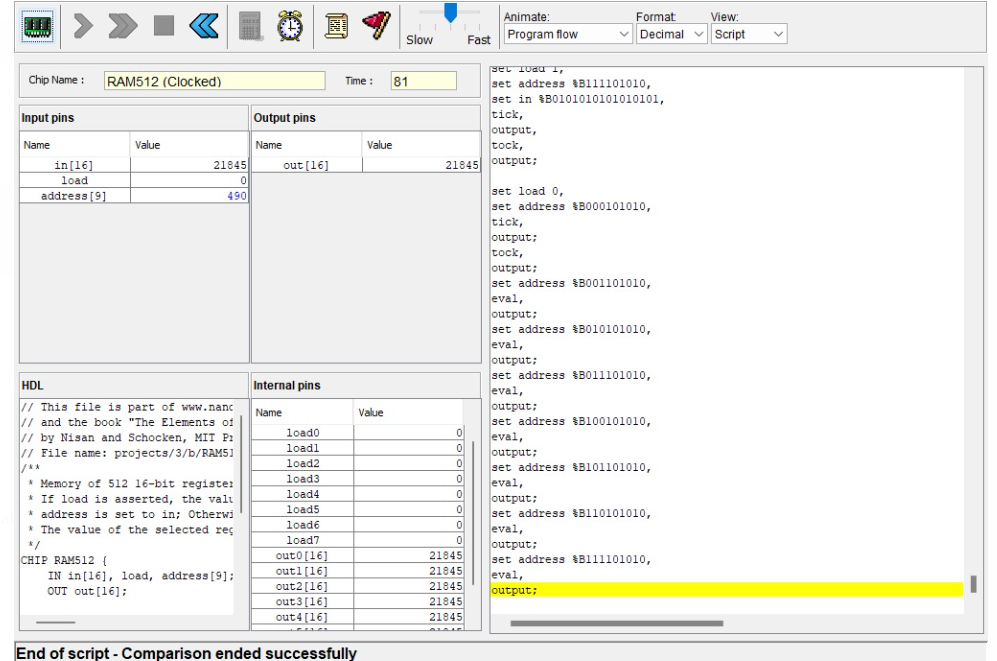 Slow
Fast
Animate:
Program flow
Format:
Decimal
View:
Script
Chip Name :
RAM512 (Clocked)
Time :
81
Input pins
Name Value
in[16] 21845
load 0
address[9] 490
Output pins
Name Value
out[16] 21845
HDL
// This file is part of www.nand
// and the book "The Elements of
// by Nisan and Schocken, MIT Pr
// File name: projects/3/b/RAM51
/**
* Memory of 512 16-bit register
* If load is asserted, the valu
* address is set to in; Otherwi
* The value of the selected reg
*/
CHIP RAM512 {
IN in[16], load, address[9];
OUT out[16];
Internal pins
Name Value
load0 0
load1 0
load2 0
load3 0
load4 0
load5 0
load6 0
load7 0
out0[16] 21845
out1[16] 21845
out2[16] 21845
out3[16] 21845
out4[16] 21845
set load 1,
set address %B111101010,
set in %B0101010101010101,
tick,
output,
tock,
output;
set load 0,
set address %B000101010,
tick,
output;
tock,
output;
set address %B001101010,
eval,
output;
set address %B010101010,
eval,
output;
set address %B011101010,
eval,
output;
set address %B100101010,
eval,
output;
set address %B101101010,
eval,
output;
set address %B110101010,
eval,
output;
set address %B111101010,
eval,
output;
End of script - Comparison ended successfully